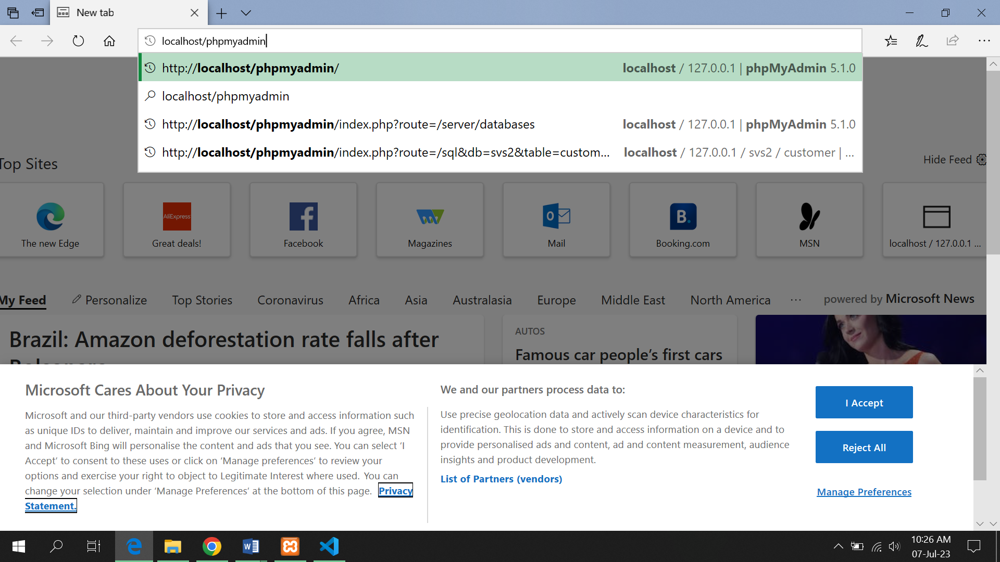 New tab
localhost/phpmyadmin
http://localhost/phpmyadmin/ localhost / 127.0.0.1 | phpMyAdmin 5.1.0
localhost/phpmyadmin
http://localhost/phpmyadmin/index.php?route=/server/databases localhost / 127.0.0.1 | phpMyAdmin 5.1.0
http://localhost/phpmyadmin/index.php?route=/sql&db=svs2&table=custom... localhost / 127.0.0.1 / svs2 / customer | ...
Top Sites
Hide Feed
AliExpress
B.
The new Edge
Great deals!
Facebook
Magazines
Mail
Booking.com
MSN
localhost / 127.0.0.1 ...
My Feed Personalize Top Stories Coronavirus Africa Asia Australasia Europe Middle East North America ... powered by Microsoft News
Brazil: Amazon deforestation rate falls after
AUTOS
Famous car people’s first cars
Microsoft Cares About Your Privacy
Microsoft and our third-party vendors use cookies to store and access information such
as unique IDs to deliver, maintain and improve our services and ads. If you agree, MSN
and Microsoft Bing will personalise the content and ads that you see. You can select ‘I
Accept’ to consent to these uses or click on ‘Manage preferences’ to review your
options and exercise your right to object to Legitimate Interest where used. You can
change your selection under ‘Manage Preferences’ at the bottom of this page. Privacy
Statement.
We and our partners process data to:
Use precise geolocation data and actively scan device characteristics for
identification. This is done to store and access information on a device and to
provide personalised ads and content, ad and content measurement, audience
insights and product development.
List of Partners (vendors)
I Accept
Reject All
Manage Preferences
10:26 AM
07-Jul-23